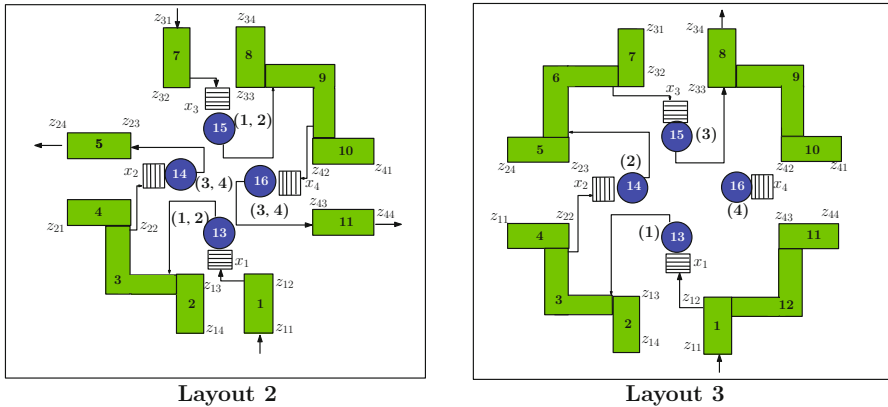 z31
z34
7
8
z32
z33
9
x3
15
(1, 2)
z24
z23
5
10
z42
z41
x2
14
16
x4
(3, 4)
(3, 4)
(1, 2)
z43
z44
4
11
z21
z22
13
x1
3
z13
z12
2
1
z14
z11
Layout 2
z31
z34
7
8
6
z32
z33
9
x3
15
(3)
5
10
z24
z23
z42
z41
(2)
x2
14
16
x4
(4)
z11
z22
z43
z44
(1)
4
13
11
x1
3
z13
z12
12
2
1
z14
z11
Layout 3